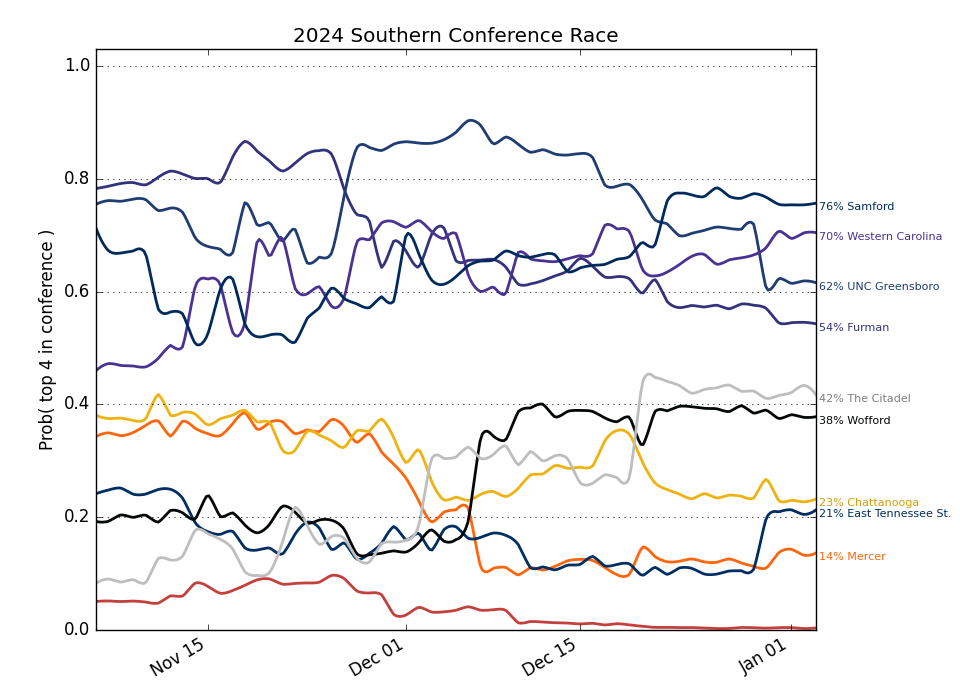 2024 Southern Conference Race
Prob( top 4 in conference )
1.0
0.8
0.6
0.4
0.2
0.0
Nov 15
Dec 01
Dec 15
Jan 01
76% Samford
70% Western Carolina
62% UNC Greensboro
54% Furman
42% The Citadel
38% Wofford
23% Chattanooga
21% East Tennessee St.
14% Mercer